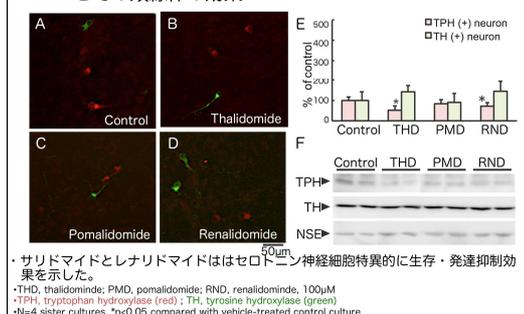 A
B
E
□TPH (+) neuron
□TH (+) neuron
% of control
500
400
300
200
100
0
*
*
Control THD PMD RND
Control
Thalidomide
C
D
Pomalidomide
Renalidomide
50um
F
Control THD PMD RND
TPH▶
TH▶
NSE▶
・サリドマイドとレナリドマイドははセロトニン神経細胞特異的に生存・発達抑制効
果を示した。
•THD, thalidominde; PMD, pomalidomide; RND, renalidominde, 100μM
•TPH, tryptophan hydroxylase (red) ; TH, tyrosine hydroxylase (green)
•N=4 sister cultures, *p<0.05 compared with vehicle-treated control culture